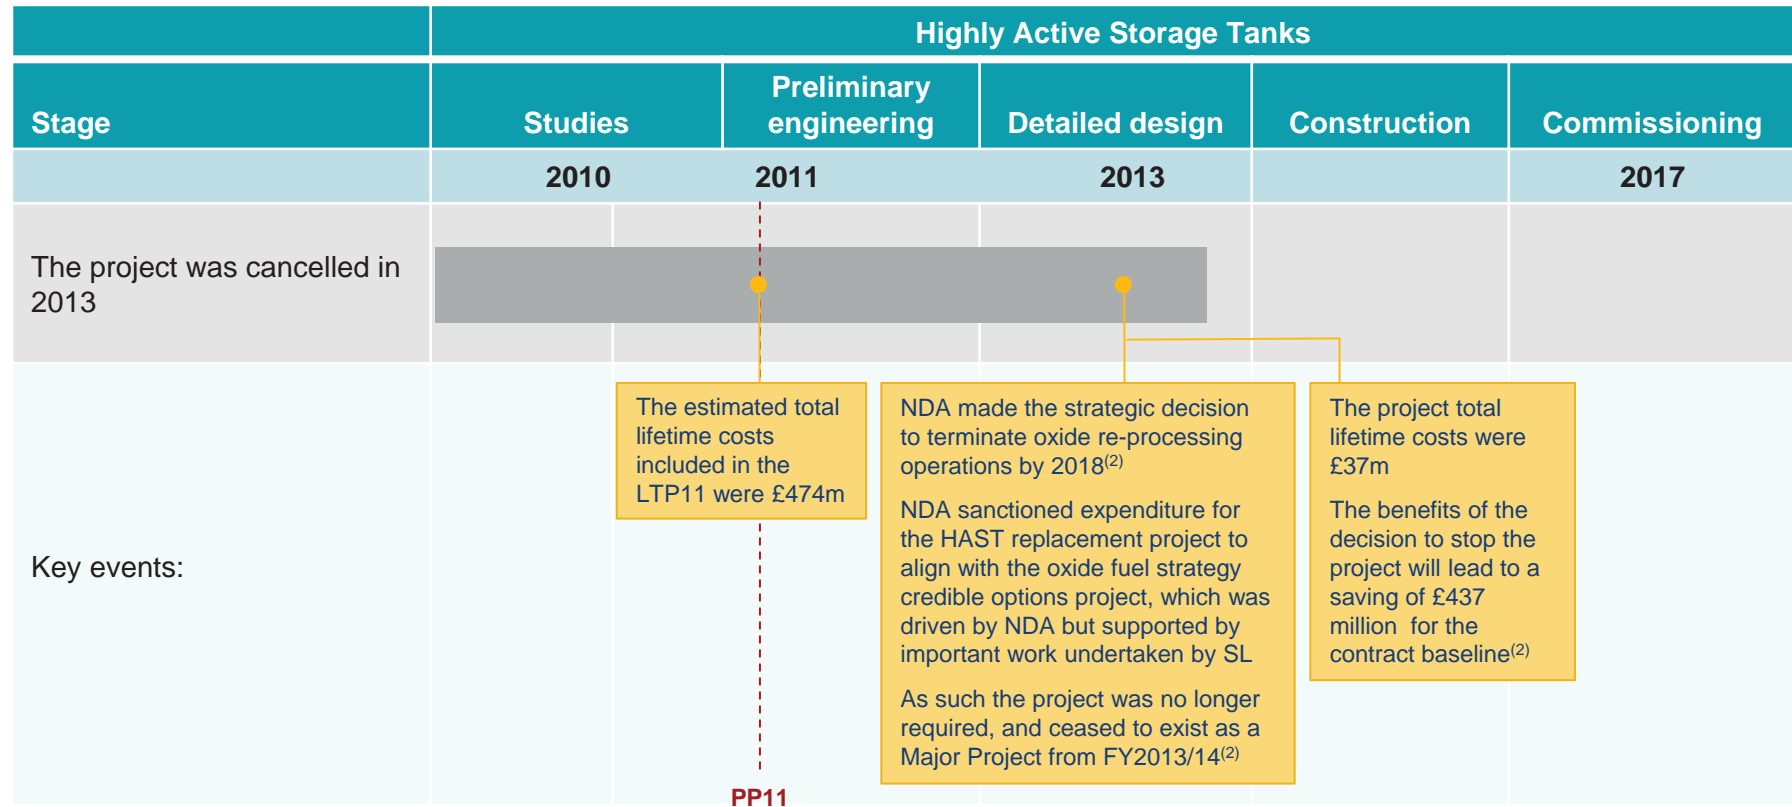 Highly Active Storage Tanks
Stage
Studies
Preliminary
engineering
Detailed design
Construction
Commissioning
2010
2011
2013
2017
The project was cancelled in
2013
Key events:
The estimated total
lifetime costs
included in the
LTP11 were £474m
NDA made the strategic decision
to terminate oxide re-processing
operations by 2018(2)
NDA sanctioned expenditure for
the HAST replacement project to
align with the oxide fuel strategy
credible options project, which was
driven by NDA but supported by
important work undertaken by SL
As such the project was no longer
required, and ceased to exist as a
Major Project from FY2013/14(2)
The project total
lifetime costs were
£37m
The benefits of the
decision to stop the
project will lead to a
saving of £437
million for the
contract baseline(2)
PP11